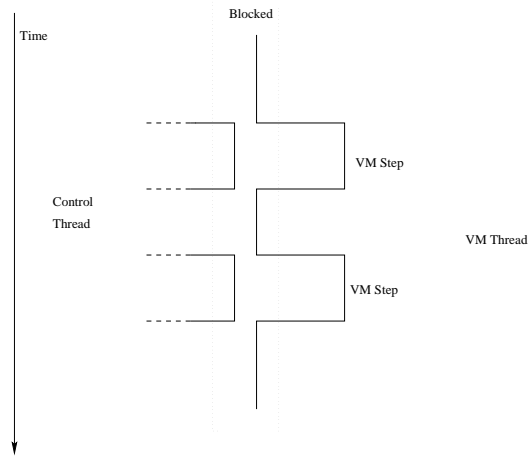 Blocked
Time
VM Step
Control
Thread
VM Thread
VM Step